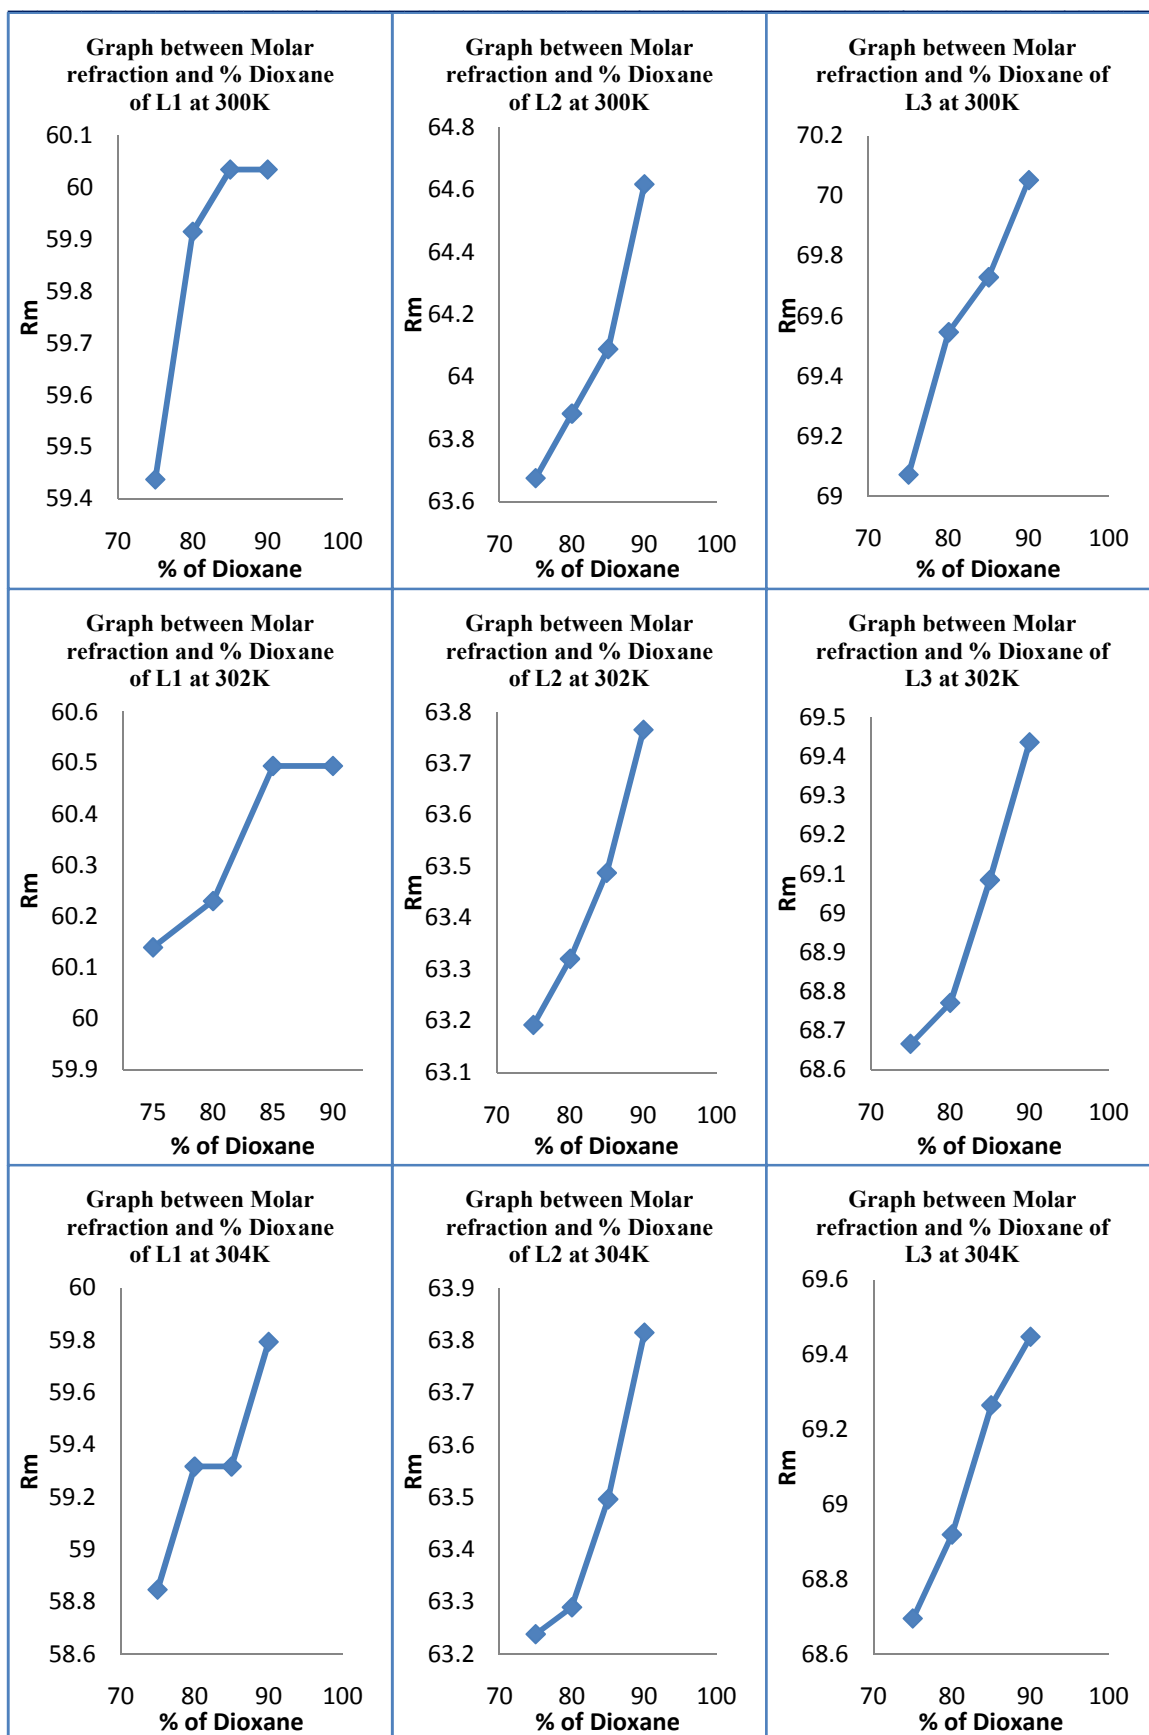 Graph between Molar
refraction and % Dioxane
of L1 at 300K
60.1
60
59.9
59.8
59.7
59.6
59.5
59.4
Rm
70 80 90 100
% of Dioxane
Graph between Molar
refraction and % Dioxane
of L2 at 300K
64.8
64.6
64.4
64.2
64
63.8
63.6
Rm
70 80 90 100
% of Dioxane
Graph between Molar
refraction and % Dioxane of
L3 at 300K
70.2
70
69.8
69.6
69.4
69.2
69
Rm
70 80 90 100
% of Dioxane
Graph between Molar
refraction and % Dioxane
of L1 at 302K
60.6
60.5
60.4
60.3
60.2
60.1
60
59.9
Rm
75 80 85 90
% of Dioxane
Graph between Molar
refraction and % Dioxane
of L2 at 302K
63.8
63.7
63.6
63.5
63.4
63.3
63.2
63.1
Rm
70 80 90 100
% of Dioxane
Graph between Molar
refraction and % Dioxane of
L3 at 302K
69.5
69.4
69.3
69.2
69.1
69
68.9
68.8
68.7
68.6
Rm
70 80 90 100
% of Dioxane
Graph between Molar
refraction and % Dioxane
of L1 at 304K
60
59.8
59.6
59.4
59.2
59
58.8
58.6
Rm
70 80 90 100
% of Dioxane
Graph between Molar
refraction and % Dioxane
of L2 at 304K
63.9
63.8
63.7
63.6
63.5
63.4
63.3
63.2
Rm
70 80 90 100
% of Dioxane
Graph between Molar
refraction and % Dioxane of
L3 at 304K
69.6
69.4
69.2
69
68.8
68.6
Rm
70 80 90 100
% of Dioxane